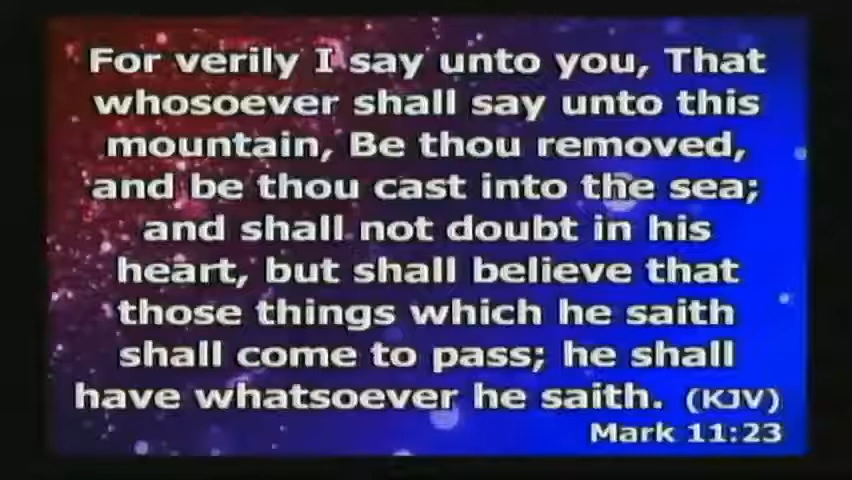 For verily I say unto you, That
whosoever shall say unto this
mountain, Be thou removed,
and be thou cast into the sea;
and shall not doubt in his
heart, but shall believe that
those things which he saith
shall come to pass; he shall
have whatsoever he saith. (KJV)
Mark 11:23